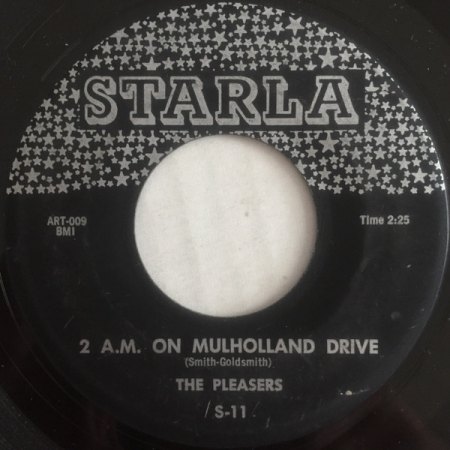 STARLA
ART-009
BMI
Time 2:25
2 A.M. ON MULHOLLAND DRIVE
(Smith-Goldsmith)
THE PLEASERS
/S-11/